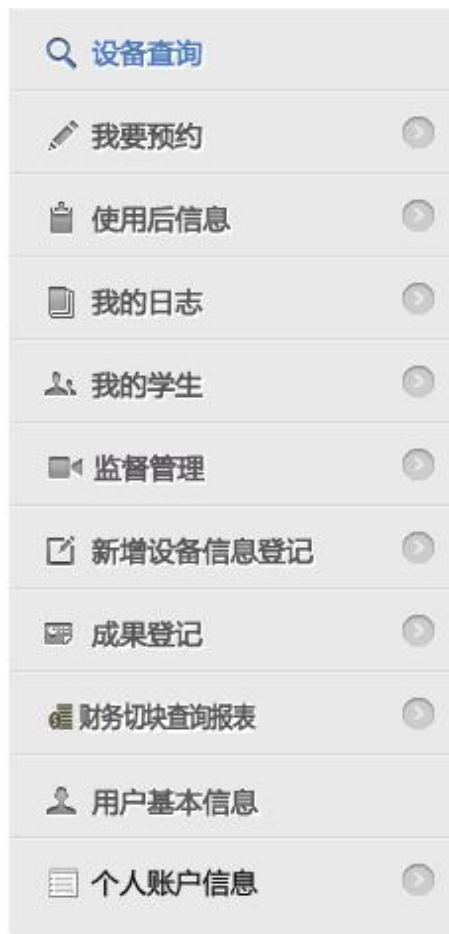 设备查询
我要预约
使用后信息
我的日志
我的学生
监督管理
新增设备信息登记
成果登记
财务切块查询报表
用户基本信息
个人账户信息